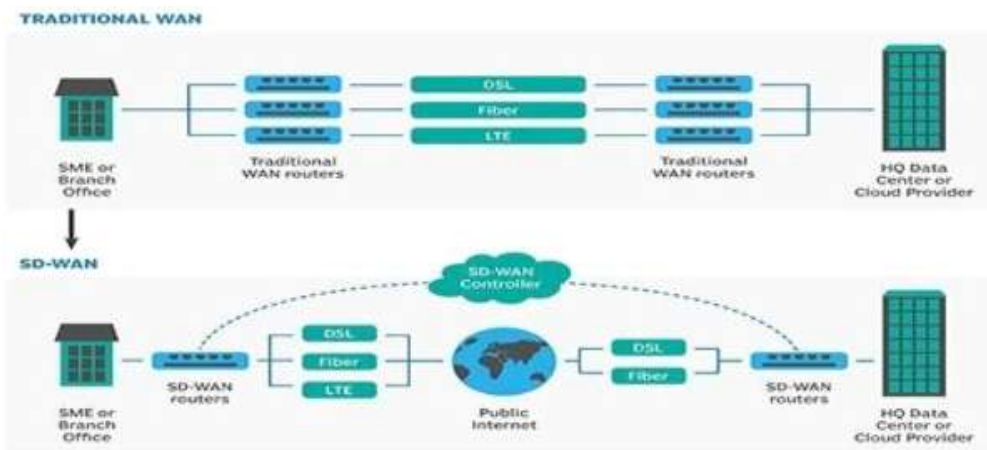 TRADITIONAL WAN
DSL
Fiber
LTE
SME or
Branch
Office
Traditional
WAN routers
Traditional
WAN routers
HQ Data
Center or
Cloud Provider
SD-WAN
SD-WAN
Controller
DSL
Fiber
LTE
DSL
Fiber
SD-WAN
routers
SD-WAN
routers
SME or
Branch
Office
Public
Internet
HQ Data
Center or
Cloud Provider